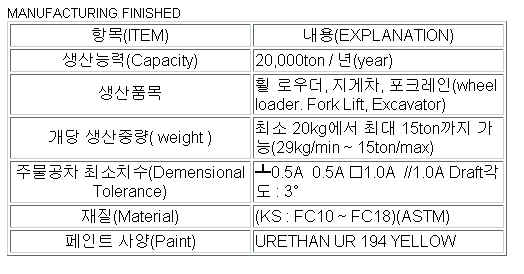 MANUFACTURING FINISHED
항목(ITEM)
내용(EXPLANATION)
생산능력(Capacity)
20,000ton / 년(year)
생산품목
휠 로우더, 지게차, 포크레인(wheel
loader. Fork Lift, Excavator)
개당 생산중량( weight )
최소 20kg에서 최대 15ton까지 가
능(29kg/min ~ 15ton/max)
주물공차 최소치수(Demensional
Tolerance)
┻0.5A 0.5A □1.0A //1.0A Draft각
도 : 3°
재질(Material)
(KS : FC10 ~ FC18)(ASTM)
페인트 사양(Paint)
URETHAN UR 194 YELLOW